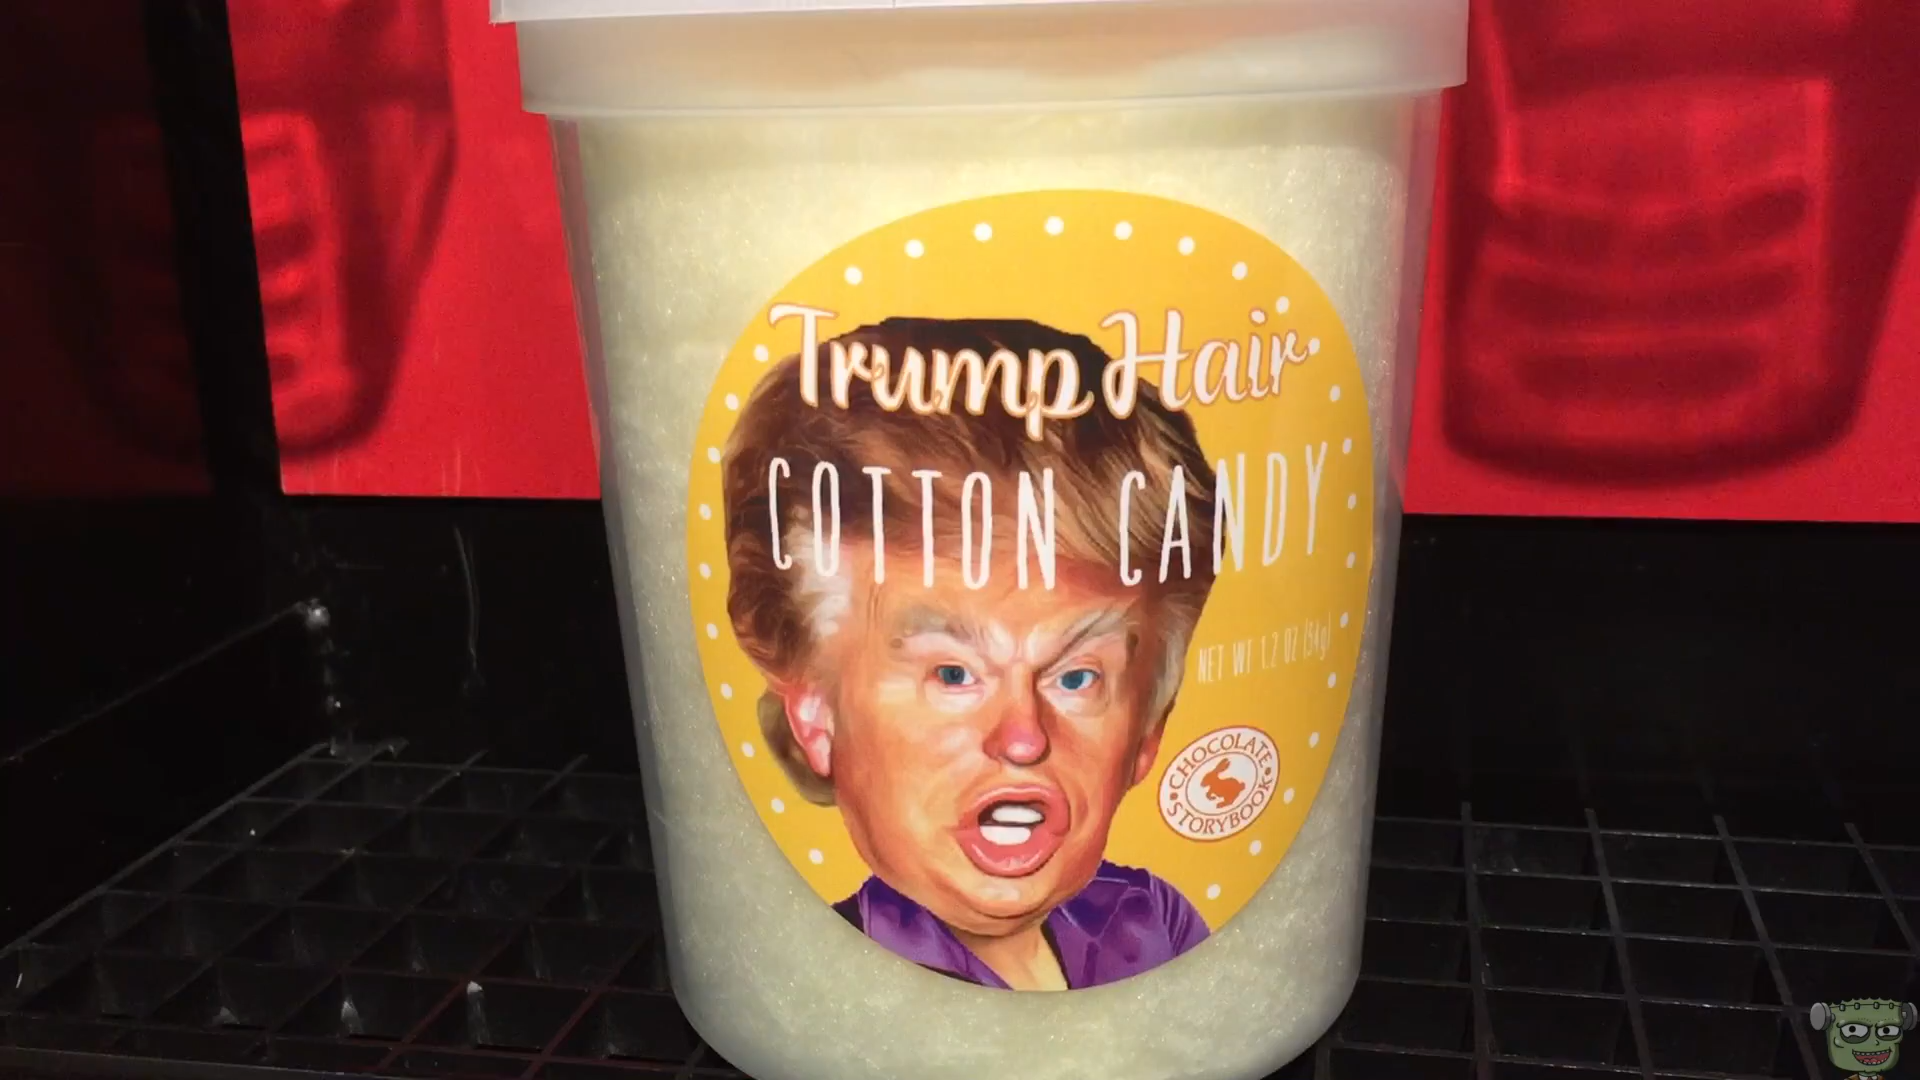 Trump Hair
COTTON CANDY
NET WT 1.2 OZ (34g)
CHOCOLATE
STORYBOOK